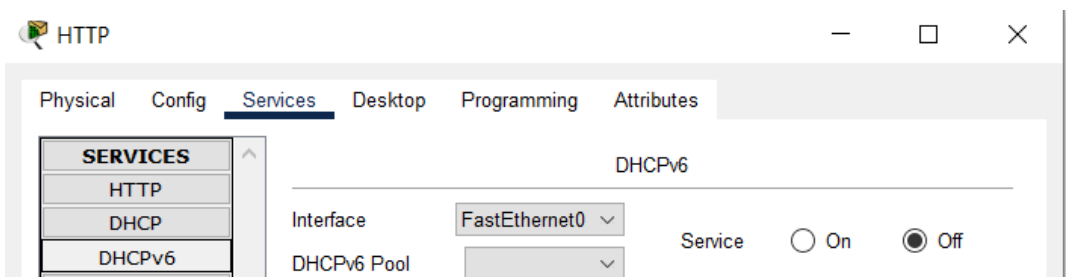 HTTP
Physical Config Services Desktop Programming Attributes
SERVICES
HTTP
DHCP
DHCPv6
DHCPv6
Interface FastEthernet0
Service On Off
DHCPv6 Pool